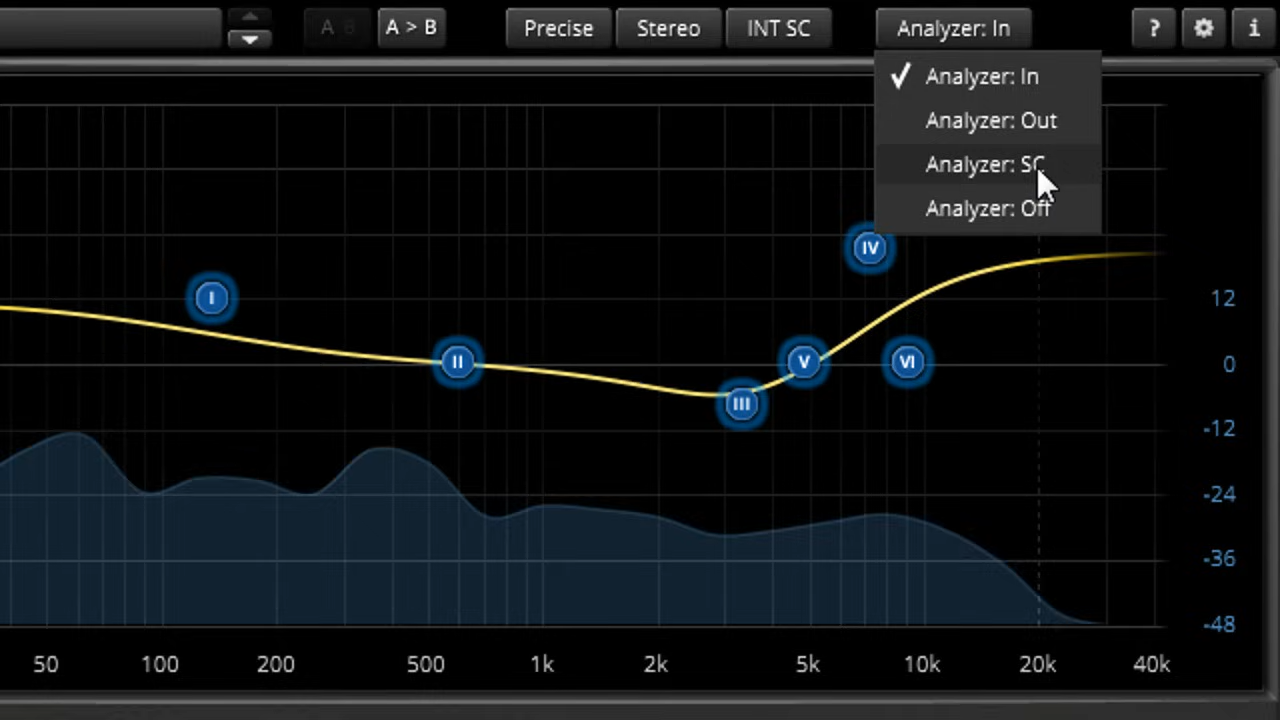 A B
A > B
Precise
Stereo
INT SC
Analyzer: In
?
i
Analyzer: In
Analyzer: Out
Analyzer: SC
Analyzer: Off
I
II
III
IV
V
VI
12
0
-12
-24
-36
-48
50 100 200 500 1k 2k 5k 10k 20k 40k